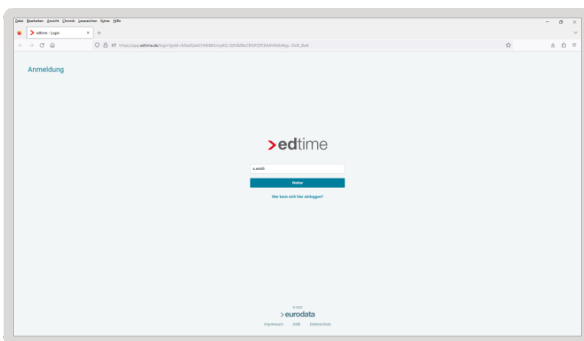 Datei Bearbeiten Ansicht Chronik Lesezeichen Extras Hilfe
edtime - Login
Anmeldung
>edtime
Weiter
Wer kann sich hier einloggen?
>eurodata
Impressum AGB Datenschutz